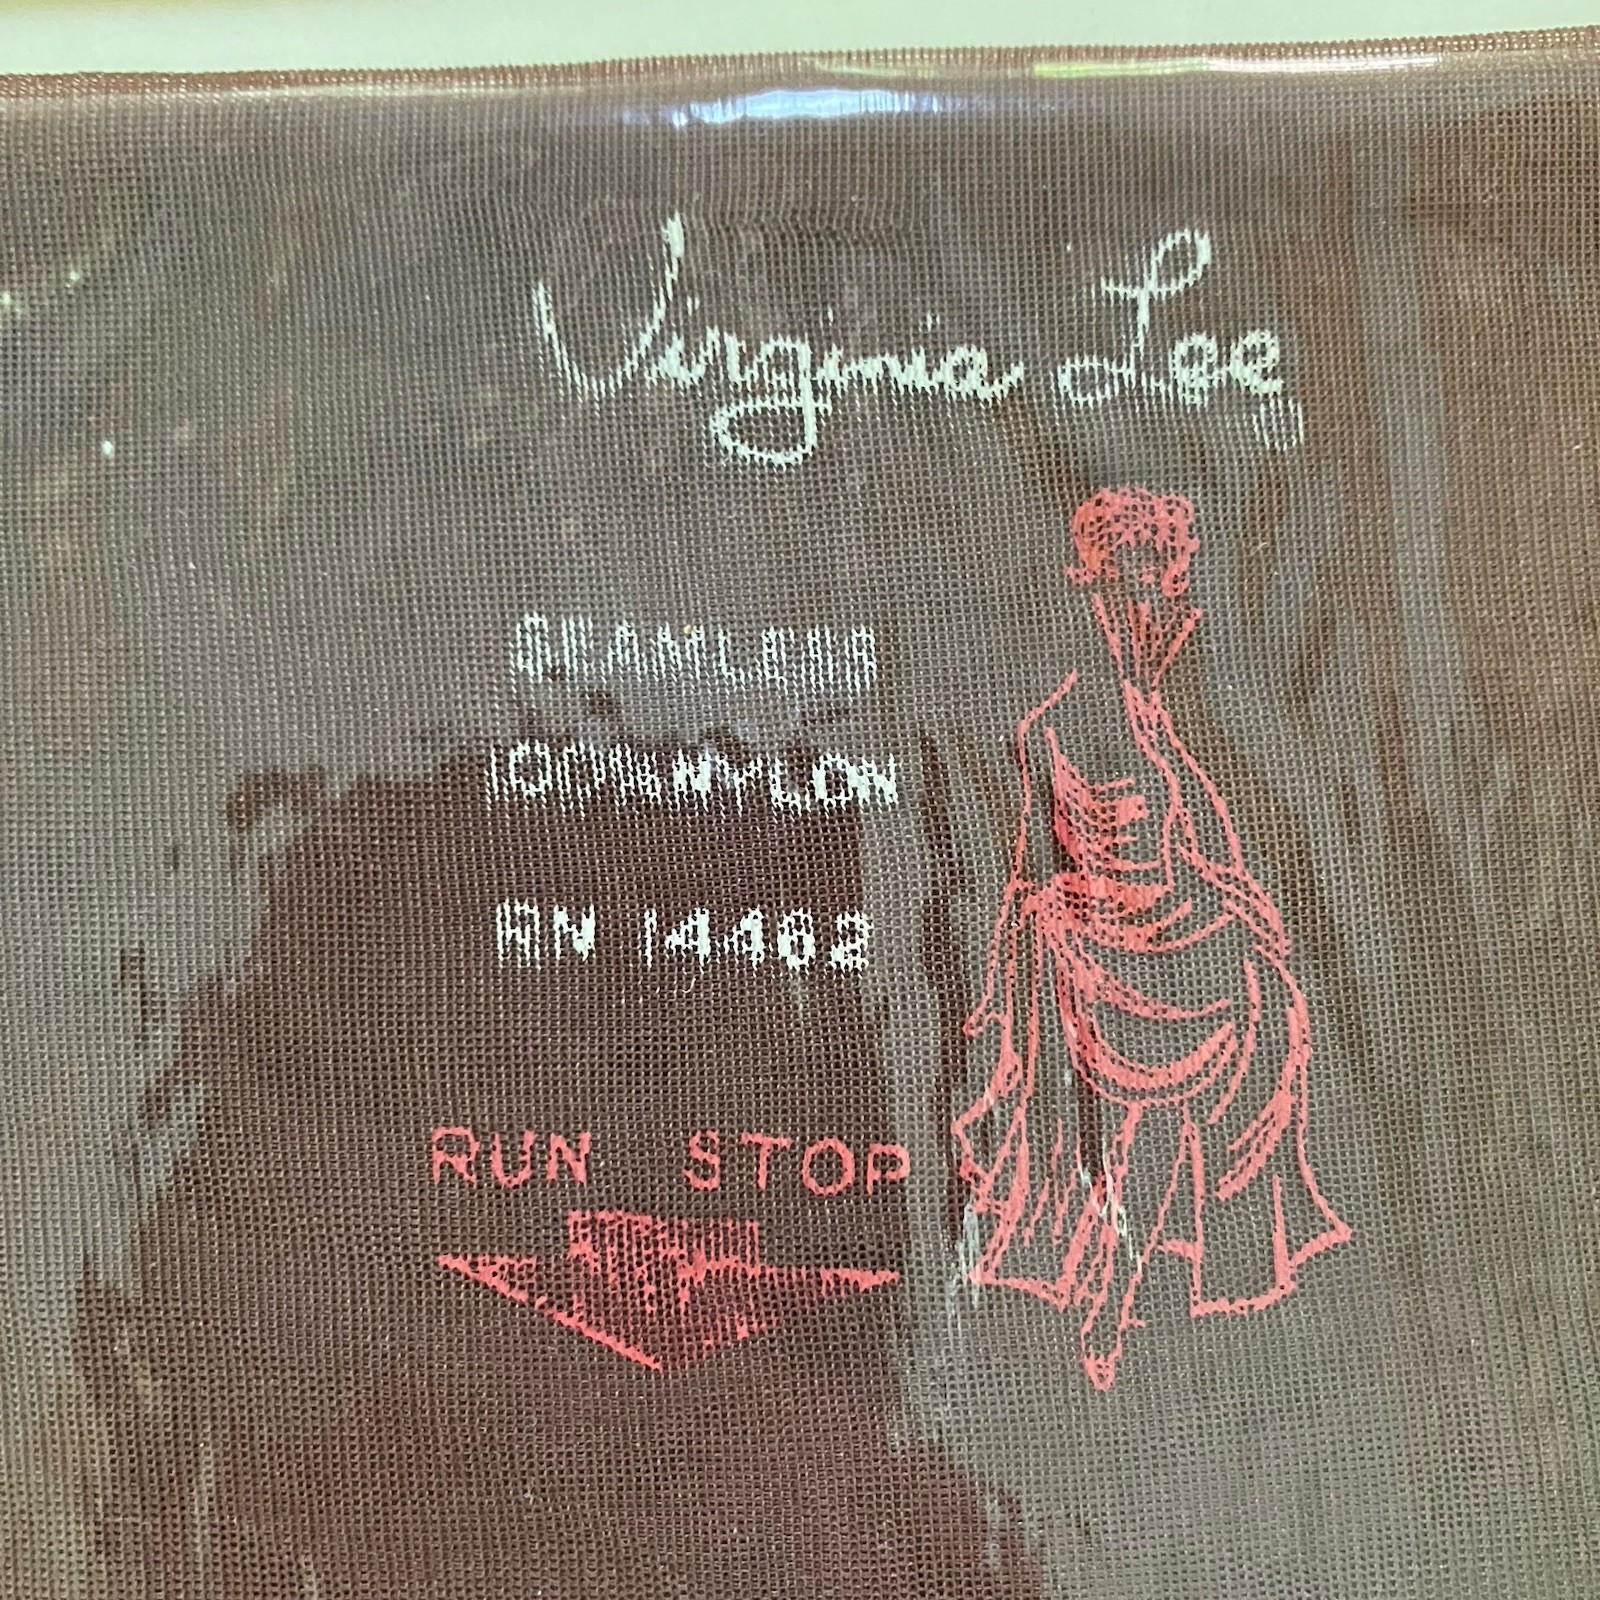 Virginia Lee
SEAMLESS
100% NYLON
RN 14462
RUN STOP